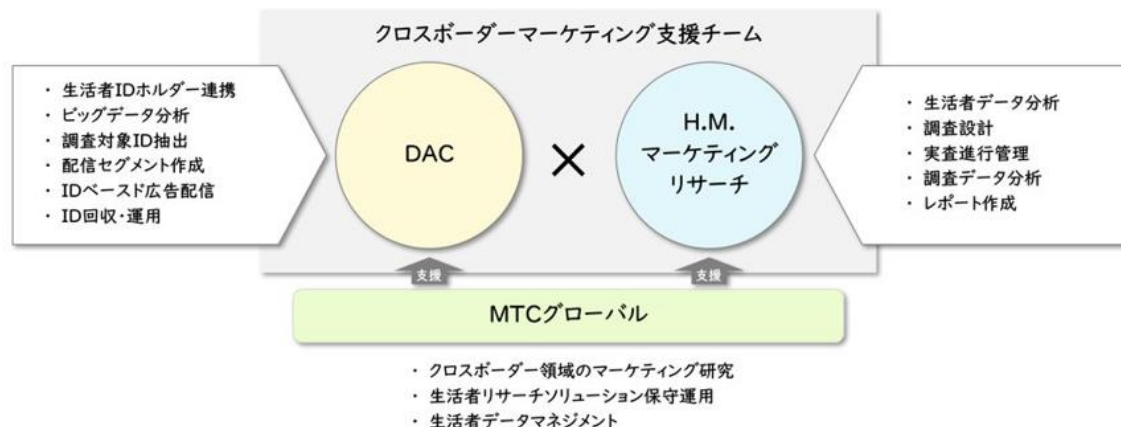 クロスボーダーマーケティング支援チーム
・ 生活者IDホルダー連携
・ ビッグデータ分析
・ 調査対象ID抽出
・ 配信セグメント作成
・ IDベースド広告配信
・ ID回収・運用
DAC
×
H.M.
マーケティング
リサーチ
・ 生活者データ分析
・ 調査設計
・ 実査進行管理
・ 調査データ分析
・ レポート作成
支援
支援
MTCグローバル
・ クロスボーダー領域のマーケティング研究
・ 生活者リサーチソリューション保守運用
・ 生活者データマネジメント